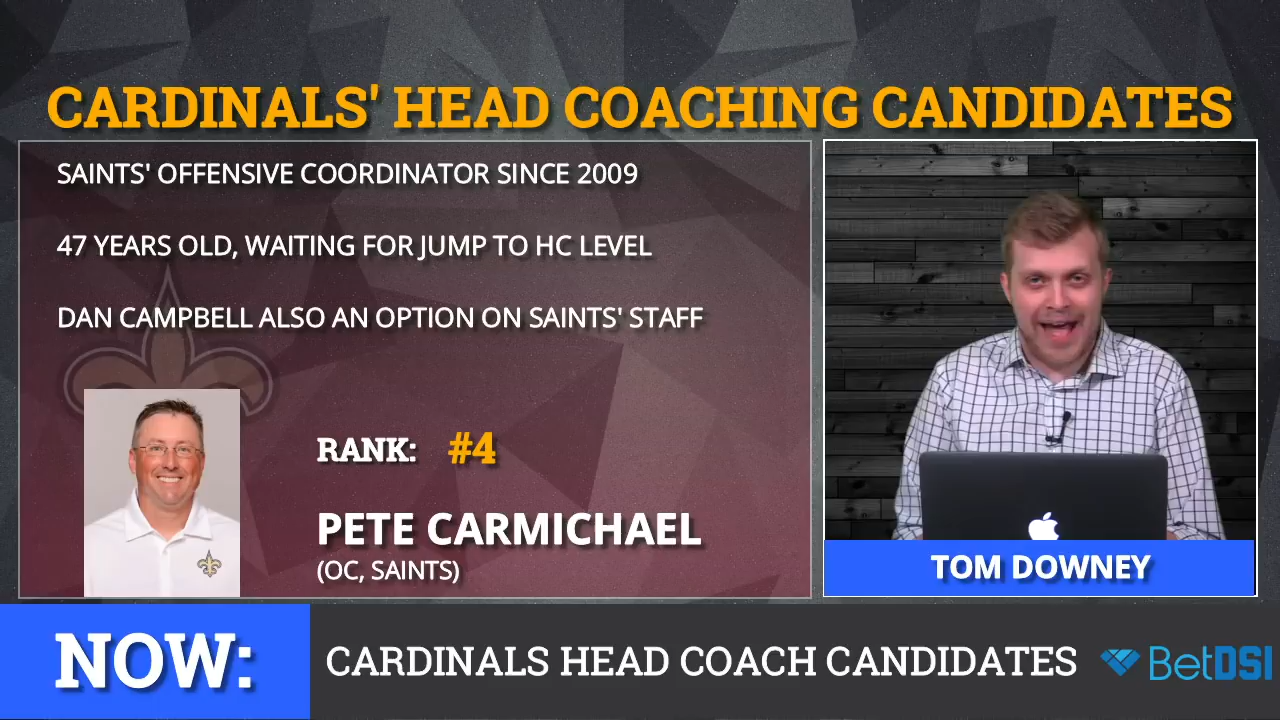 CARDINALS' HEAD COACHING CANDIDATES
SAINTS' OFFENSIVE COORDINATOR SINCE 2009
47 YEARS OLD, WAITING FOR JUMP TO HC LEVEL
DAN CAMPBELL ALSO AN OPTION ON SAINTS' STAFF
RANK: #4
PETE CARMICHAEL
(OC, SAINTS)
TOM DOWNEY
NOW:
CARDINALS HEAD COACH CANDIDATES
BetDSI